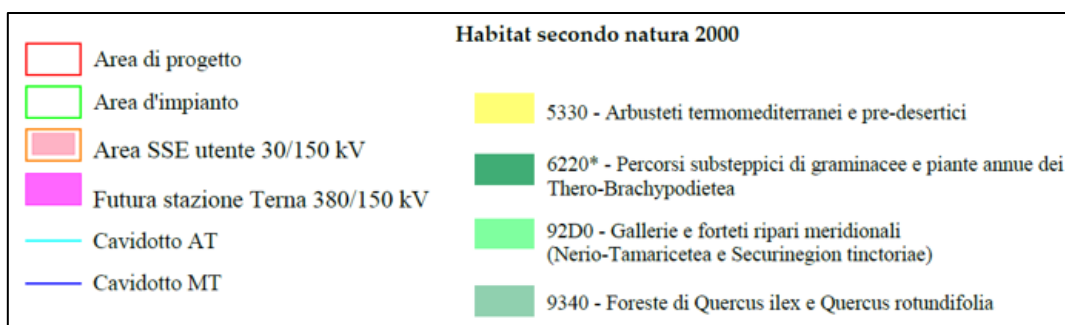 Area di progetto
Area d'impianto
Area SSE utente 30/150 kV
Futura stazione Terna 380/150 kV
Cavidotto AT
Cavidotto MT
Habitat secondo natura 2000
5330 - Arbusteti termomediterranei e pre-desertici
6220* - Percorsi substeppici di graminacee e piante annue dei
Thero-Brachypodietea
92D0 - Gallerie e forteti ripari meridionali
(Nerio-Tamaricetea e Securinegion tinctoriae)
9340 - Foreste di Quercus ilex e Quercus rotundifolia